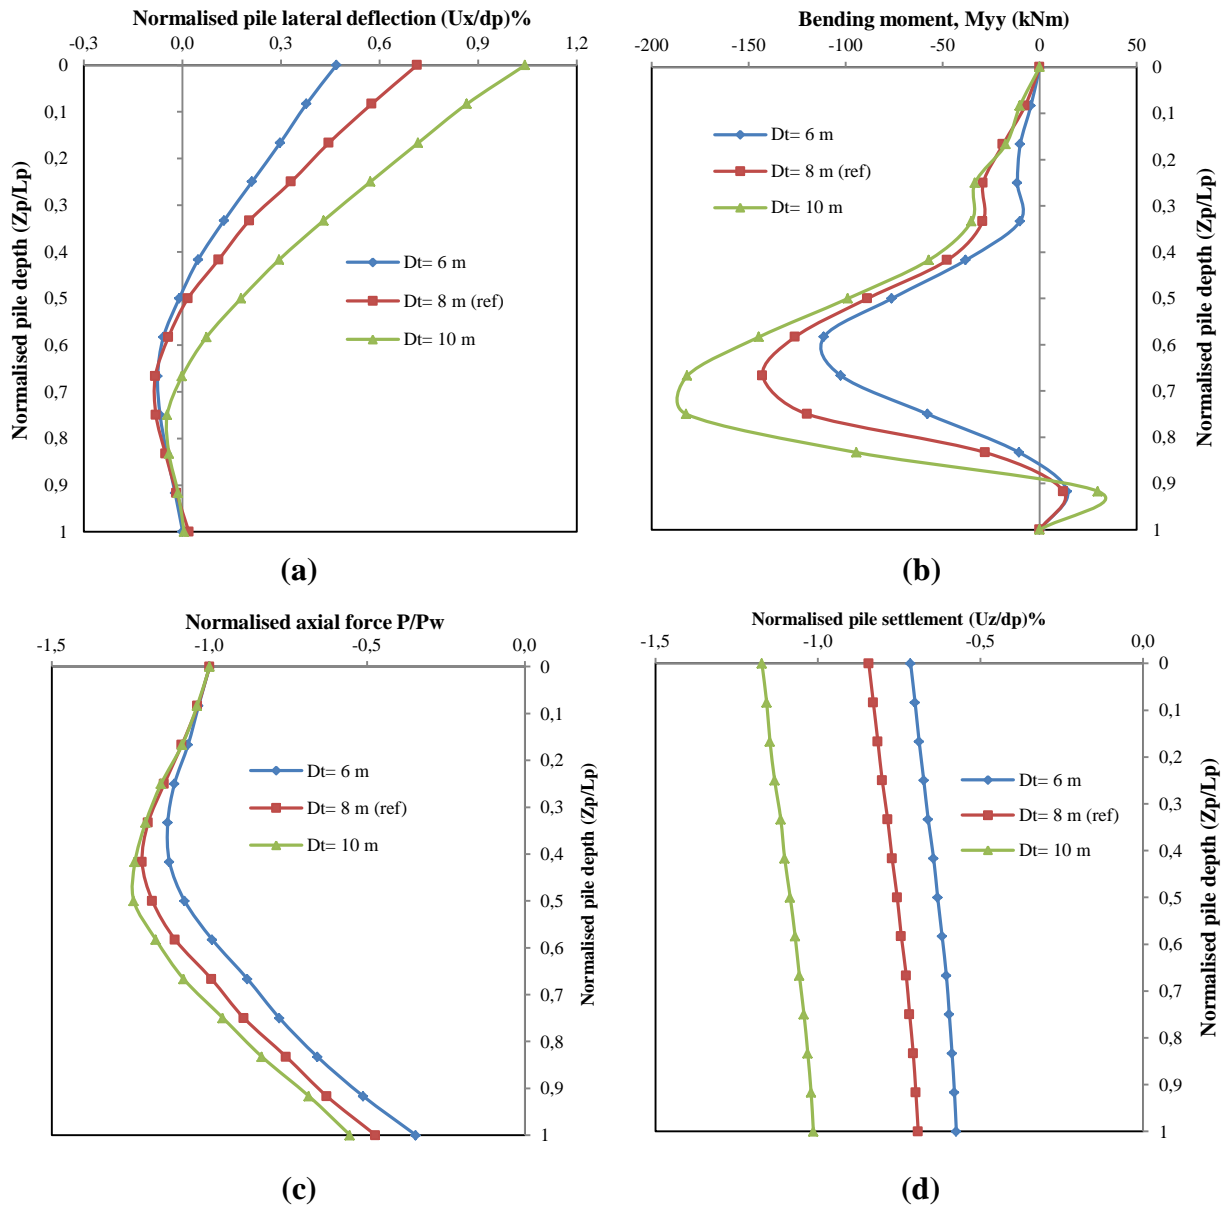 Normalised pile lateral deflection (Ux/dp)%
-0,3 0,0 0,3 0,6 0,9 1,2
0
0,1
0,2
0,3
0,4
0,5
0,6
0,7
0,8
0,9
1
Normalised pile depth (Zp/Lp)
Dt= 6 m
Dt= 8 m (ref)
Dt= 10 m
(a)
Bending moment, Myy (kNm)
-200 -150 -100 -50 0 50
0
0,1
0,2
0,3
0,4
0,5
0,6
0,7
0,8
0,9
1
Normalised pile depth (Zp/Lp)
Dt= 6 m
Dt= 8 m (ref)
Dt= 10 m
(b)
Normalised axial force P/Pw
-1,5 -1,0 -0,5 0,0
0
0,1
0,2
0,3
0,4
0,5
0,6
0,7
0,8
0,9
1
Normalised pile depth (Zp/Lp)
Dt= 6 m
Dt= 8 m (ref)
Dt= 10 m
(c)
Normalised pile settlement (Uz/dp)%
-1,5 -1,0 -0,5 0,0
0
0,1
0,2
0,3
0,4
0,5
0,6
0,7
0,8
0,9
1
Normalised pile depth (Zp/Lp)
Dt= 6 m
Dt= 8 m (ref)
Dt= 10 m
(d)